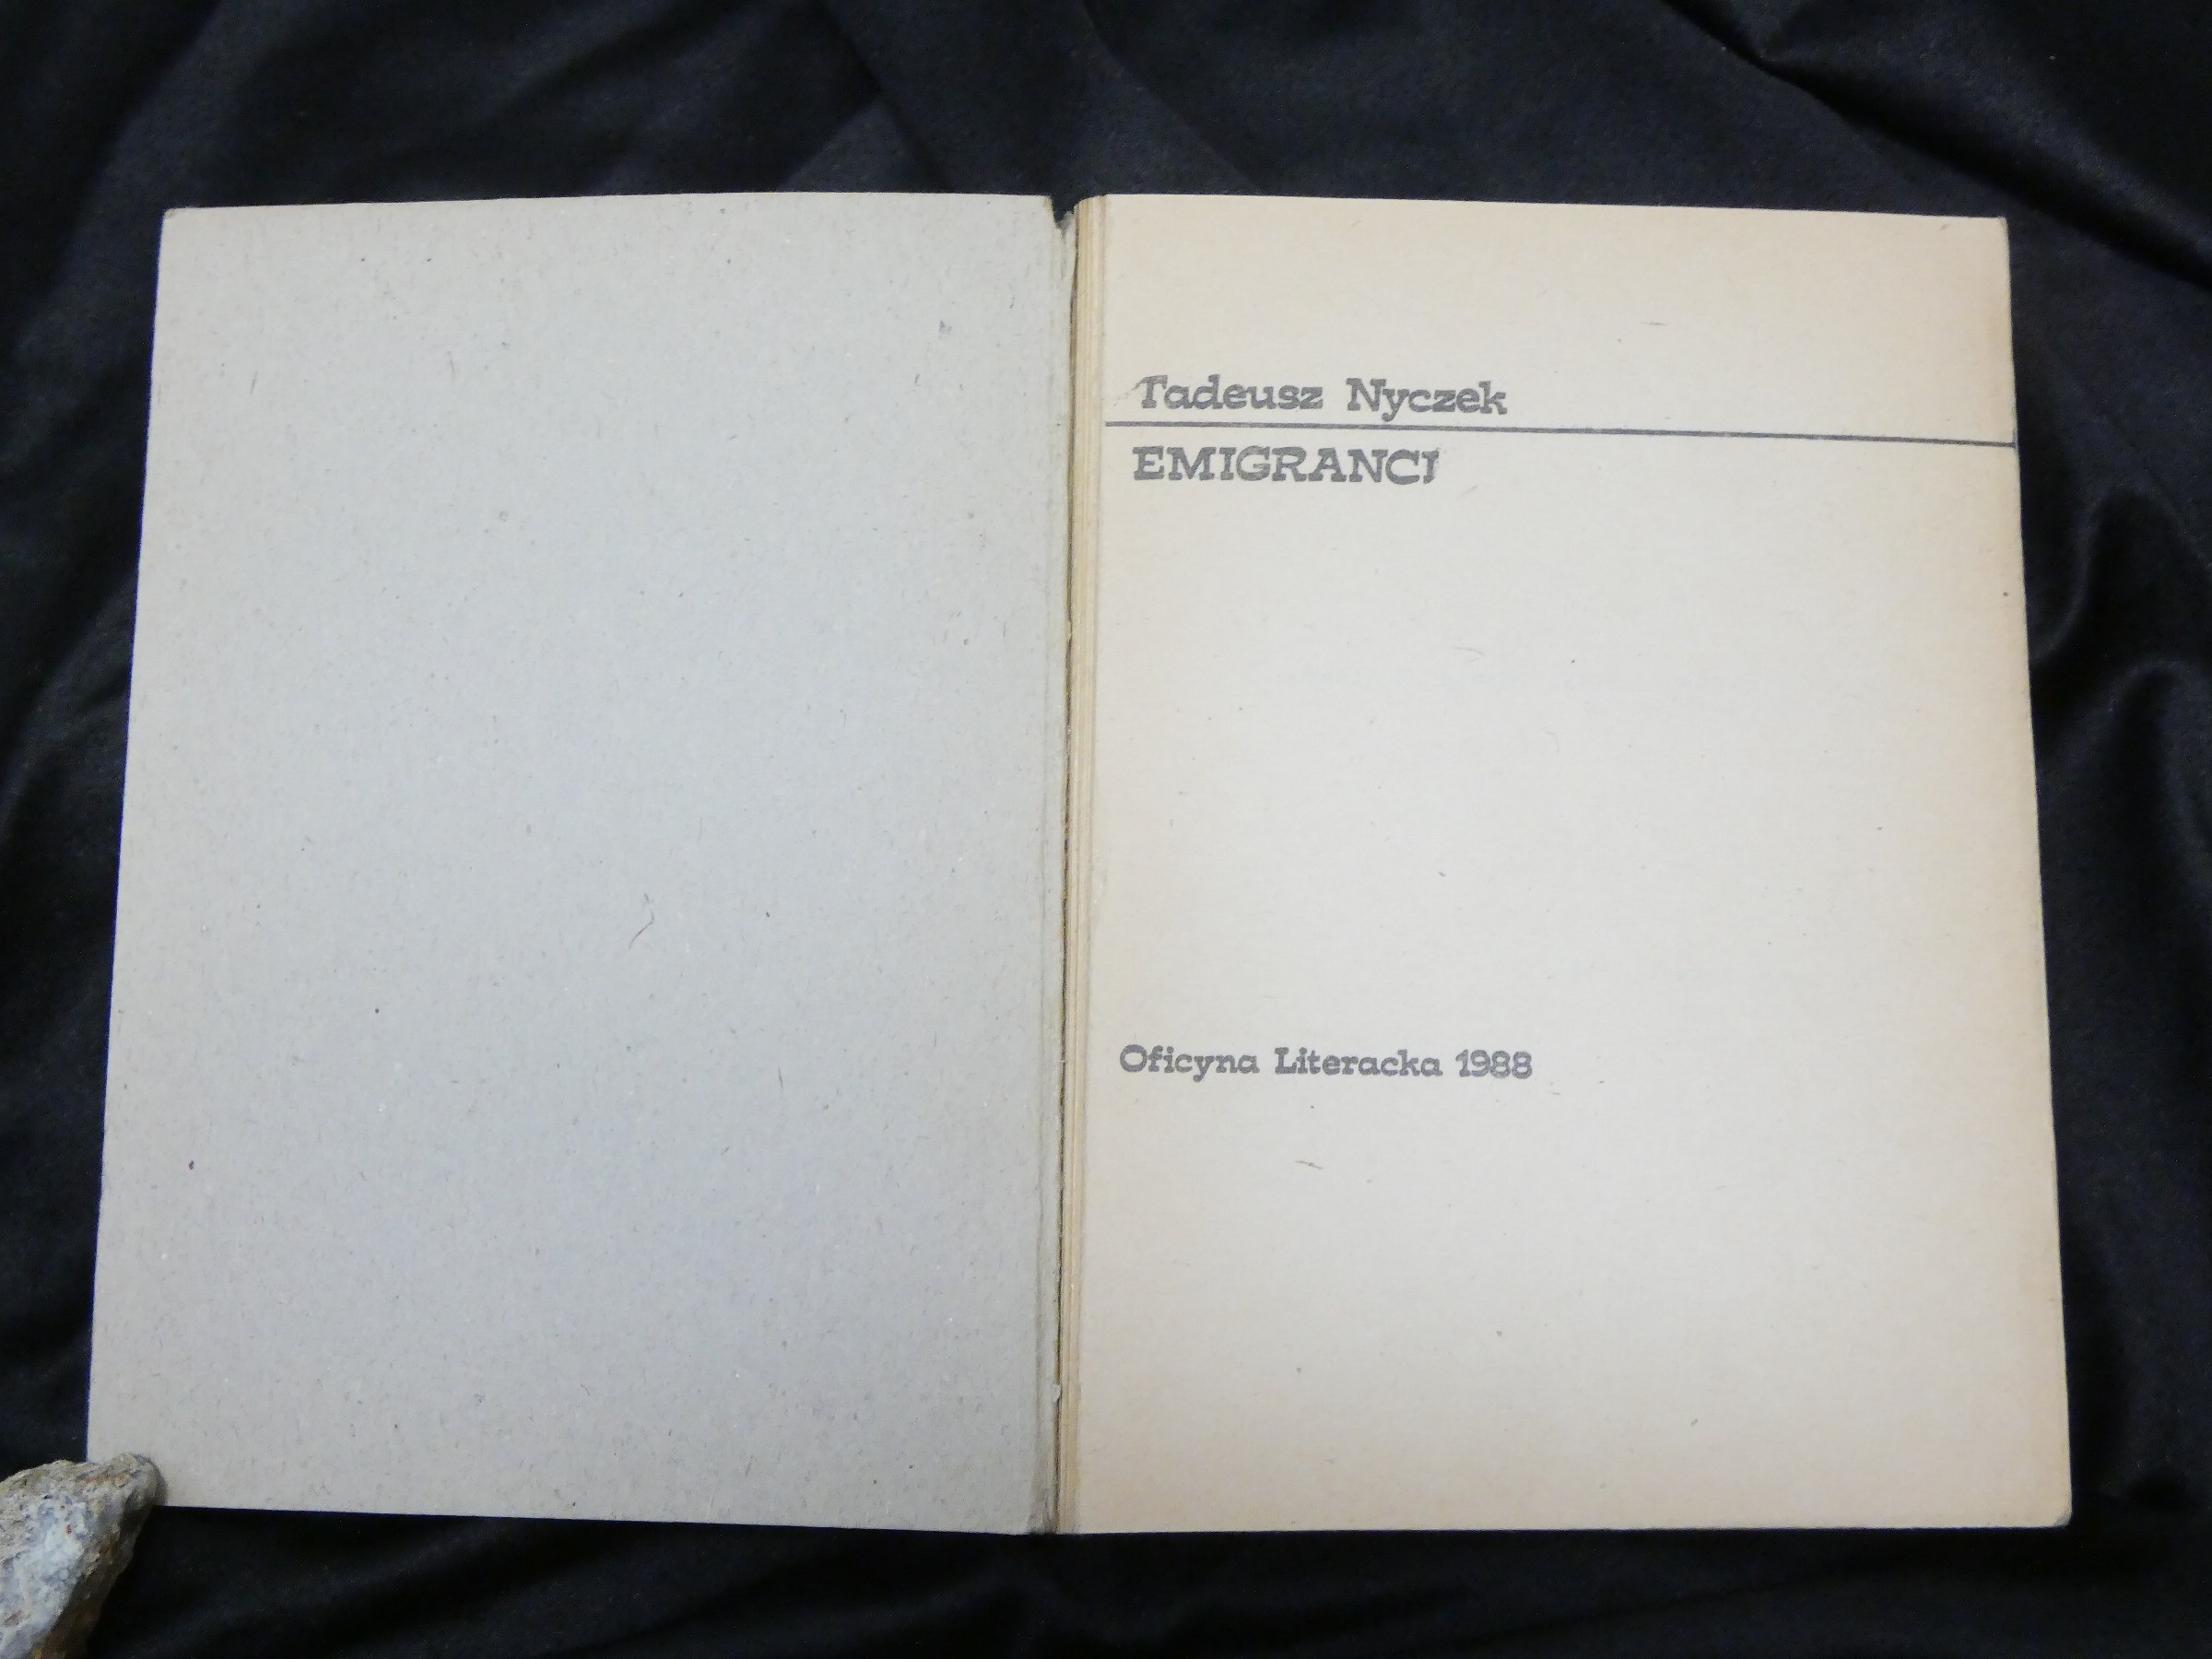 Tadeusz Nyczek
EMIGRANCI
Oficyna Literacka 1988